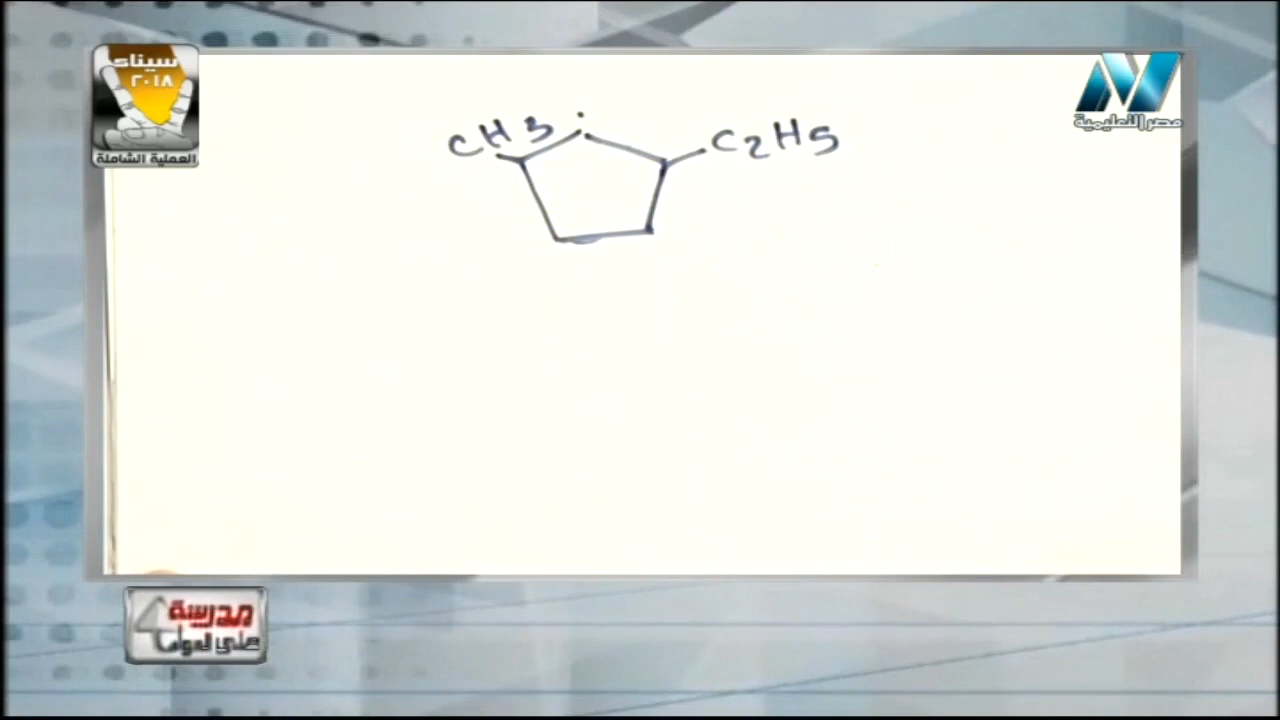 سيناء
٢٠١٨
العملية الشاملة
مصر التعليمية
CH3
C2H5
مدرسة
على الهواء